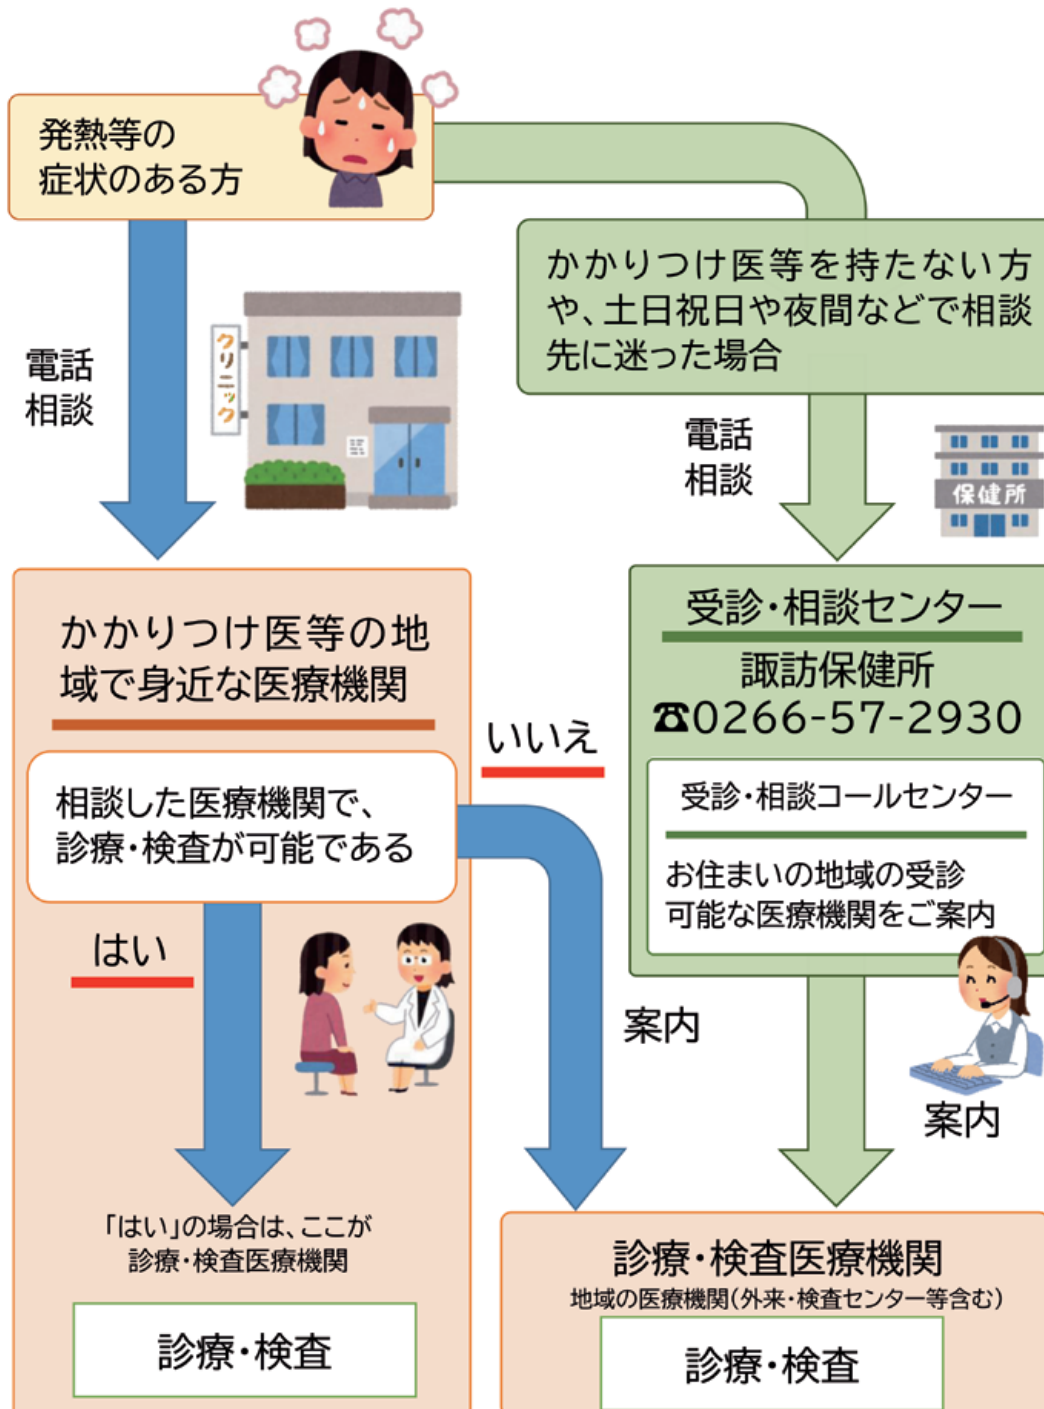 発熱等の
症状のある方
かかりつけ医等を持たない方
や、土日祝日や夜間などで相談
先に迷った場合
電話
相談
クリニック
電話
相談
保健所
かかりつけ医等の地
域で身近な医療機関
相談した医療機関で、
診療・検査が可能である
いいえ
はい
受診・相談センター
諏訪保健所
☎0266-57-2930
受診・相談コールセンター
お住まいの地域の受診
可能な医療機関をご案内
案内
案内
「はい」の場合は、ここが
診療・検査医療機関
診療・検査
診療・検査医療機関
地域の医療機関(外来・検査センター等含む)
診療・検査